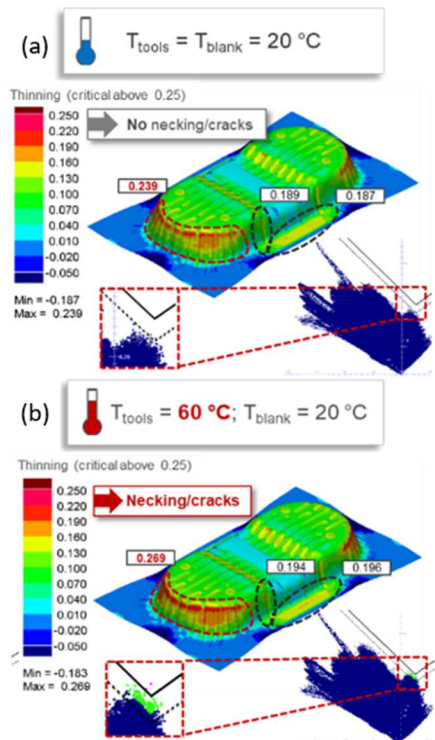 (a)
T tools = T blank = 20 °C
Thinning (critical above 0.25)
No necking/cracks
0.250
0.220
0.190
0.160
0.130
0.100
0.070
0.040
0.010
-0.020
-0.050
0.239
0.189
0.187
Min = -0.187
Max = 0.239
(b)
T tools = 60 °C; T blank = 20 °C
Thinning (critical above 0.25)
Necking/cracks
0.250
0.220
0.190
0.160
0.130
0.100
0.070
0.040
0.010
-0.020
-0.050
0.269
0.194
0.196
Min = -0.183
Max = 0.269